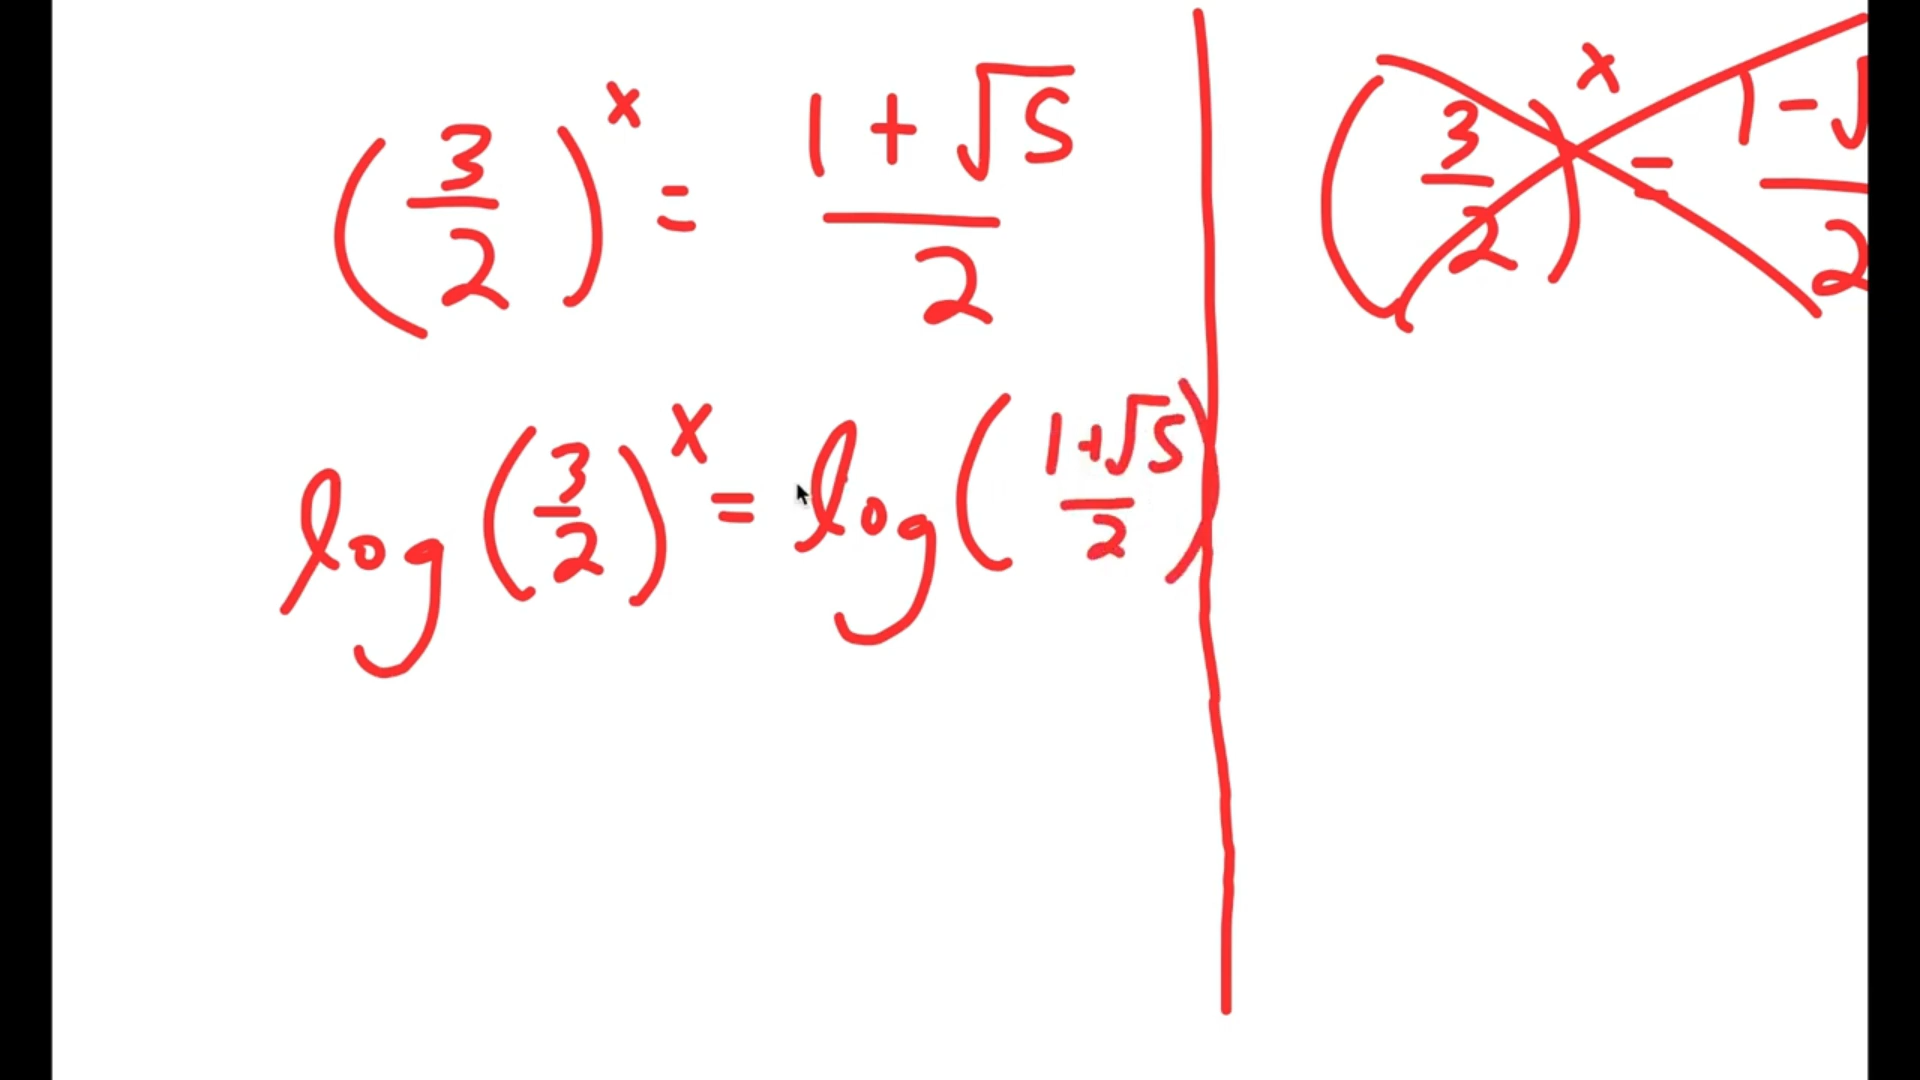 (3/2)^x = (1+√5)/2
(3/2)^x = 1-√ /2
log(3/2)^x = log((1+√5)/2)